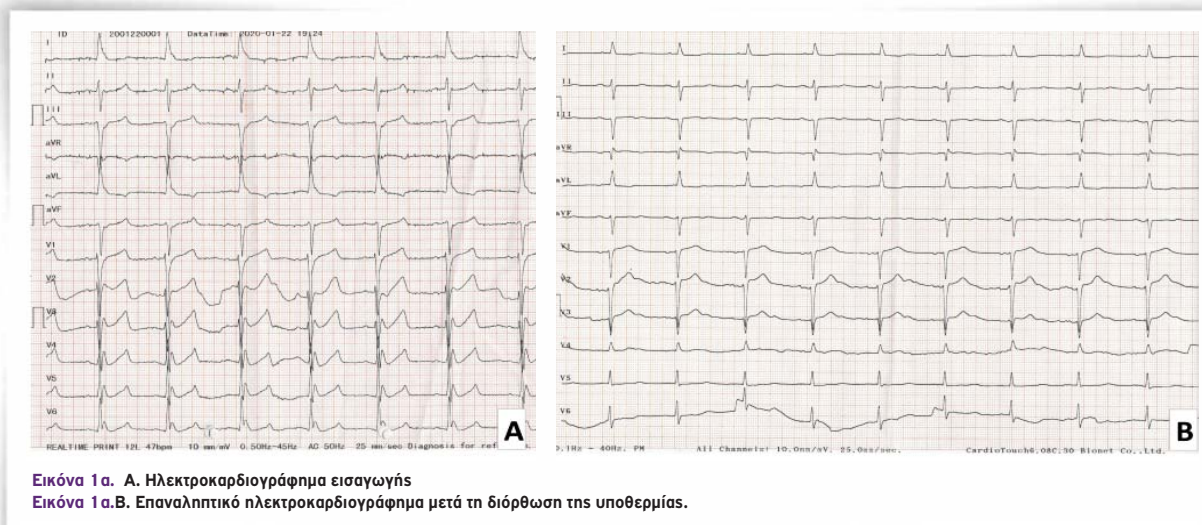 ID 2001220001 DataTime: 2020-01-22 19:24
I
II
III
aVR
aVL
aVF
V1
V2
V3
V4
V5
V6
REALTIME PRINT 12L 47bpm 10 mm/mV 0.50Hz-45Hz AC 50Hz 25 mm/sec Diagnosis for
A
I
II
III
aVR
aVL
aVF
V1
V2
V3
V4
V5
V6
0.1Hz - 40Hz, PM All Channels: 10.0mm/mV, 25.0mm/sec. CardioTouch6.08C.30 Bionet Co.,Ltd.
B
Εικόνα 1α. Α. Ηλεκτροκαρδιογράφημα εισαγωγής
Εικόνα 1α.Β. Επαναληπτικό ηλεκτροκαρδιογράφημα μετά τη διόρθωση της υποθερμίας.